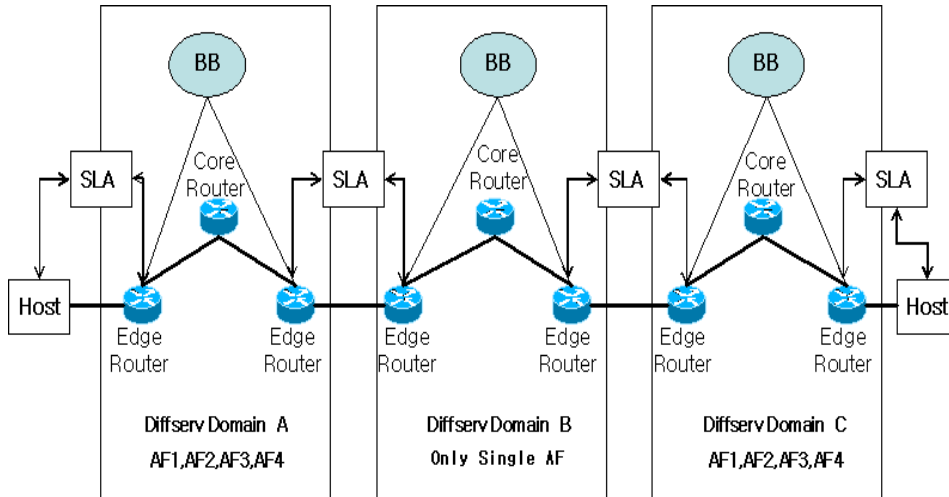 BB
BB
BB
Core
Router
Core
Router
Core
Router
SLA
SLA
SLA
SLA
Host
Host
Edge
Router
Edge
Router
Edge
Router
Edge
Router
Edge
Router
Edge
Router
Diffserv Domain A
AF1,AF2,AF3,AF4
Diffserv Domain B
Only Single AF
Diffserv Domain C
AF1,AF2,AF3,AF4